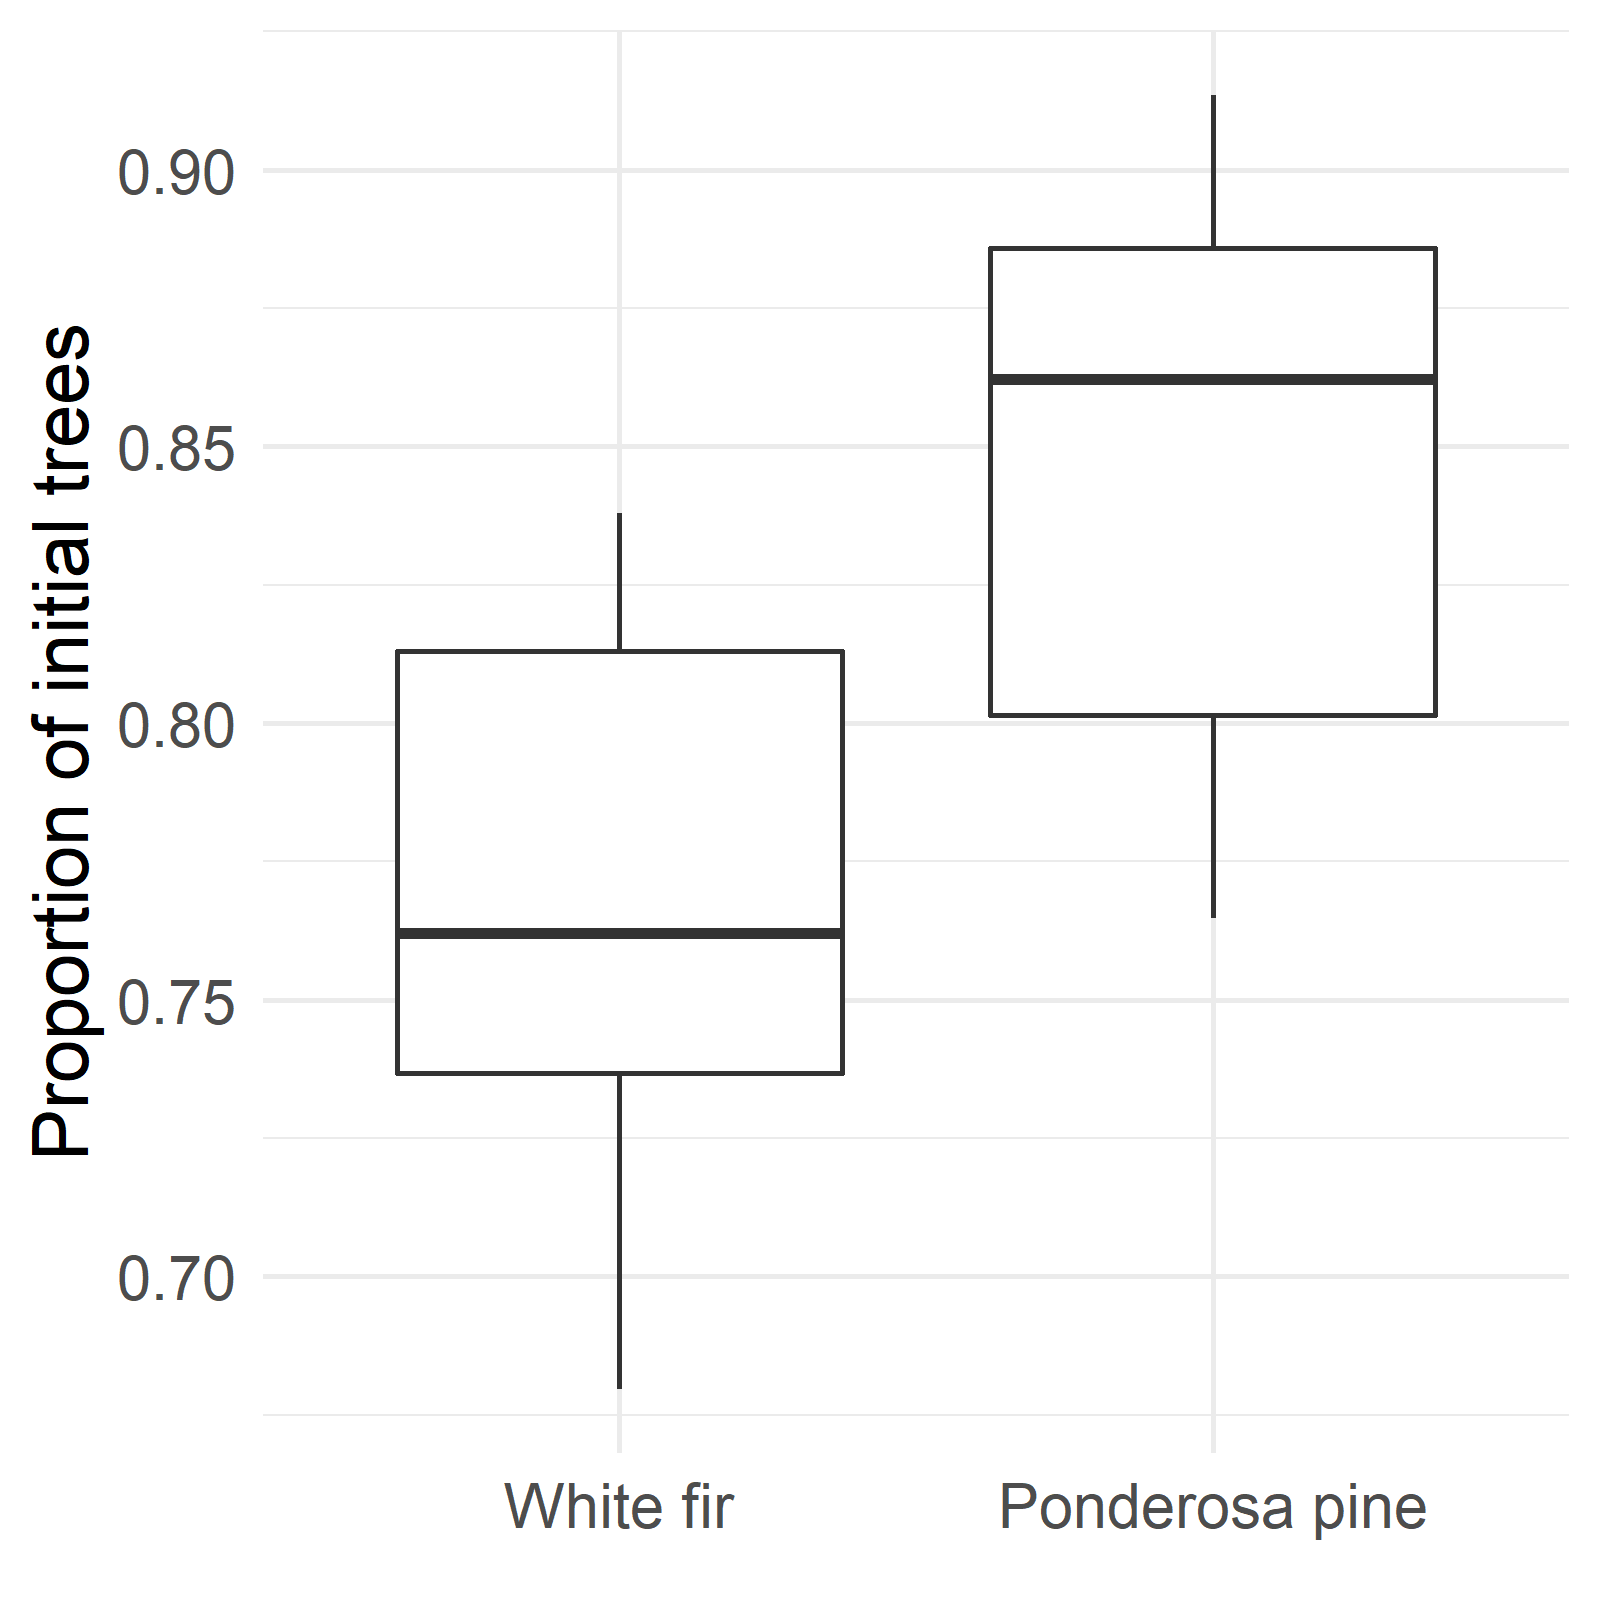 Proportion of initial trees
0.90
0.85
0.80
0.75
0.70
White fir
Ponderosa pine